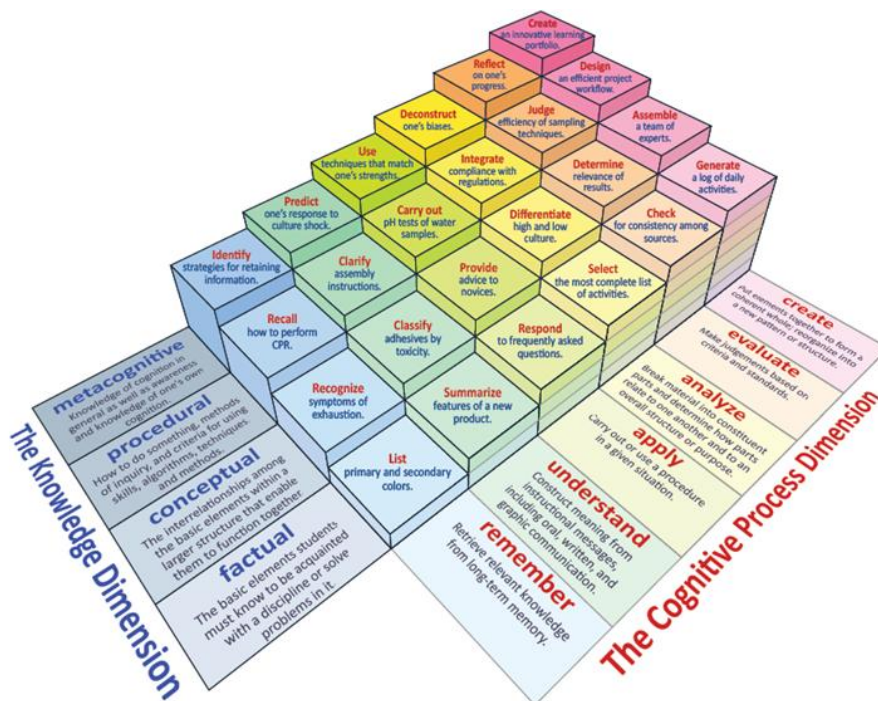 Create
an innovative learning
portfolio.
Reflect
on one's
progress.
Design
an efficient project
workflow.
Deconstruct
one's biases.
Judge
efficiency of sampling
techniques.
Assemble
a team of
experts.
Use
techniques that match
one's strengths.
Integrate
compliance with
regulations.
Determine
relevance of
results.
Generate
a log of daily
activities.
Predict
one's response to
culture shock.
Carry out
pH tests of water
samples.
Differentiate
high and low
culture.
Check
for consistency among
sources.
Identify
strategies for retaining
information.
Clarify
assembly
instructions.
Provide
advice to
novices.
Select
the most complete list
of activities.
Recall
how to perform
CPR.
Classify
adhesives by
toxicity.
Respond
to frequently asked
questions.
Recognize
symptoms of
exhaustion.
Summarize
features of a new
product.
List
primary and secondary
colors.
The Knowledge Dimension
metacognitive
Knowledge of cognition in
general as well as awareness
and knowledge of one's own
cognition.
procedural
How to do something, methods
of inquiry, and criteria for using
skills, algorithms, techniques
and methods.
conceptual
The interrelationships among
the basic elements within a
larger structure that enable
them to function together.
factual
The basic elements students
must know to be acquainted
with a discipline or solve
problems in it.
The Cognitive Process Dimension
create
Put elements together to form a
coherent whole; reorganize into
a new pattern or structure.
evaluate
Make judgements based on
criteria and standards.
analyze
Break material into constituent
parts and determine how parts
relate to one another and to an
overall structure or purpose.
apply
Carry out or use a procedure
in a given situation.
understand
Construct meaning from
instructional messages,
including oral, written, and
graphic communication.
remember
Retrieve relevant knowledge
from long-term memory.